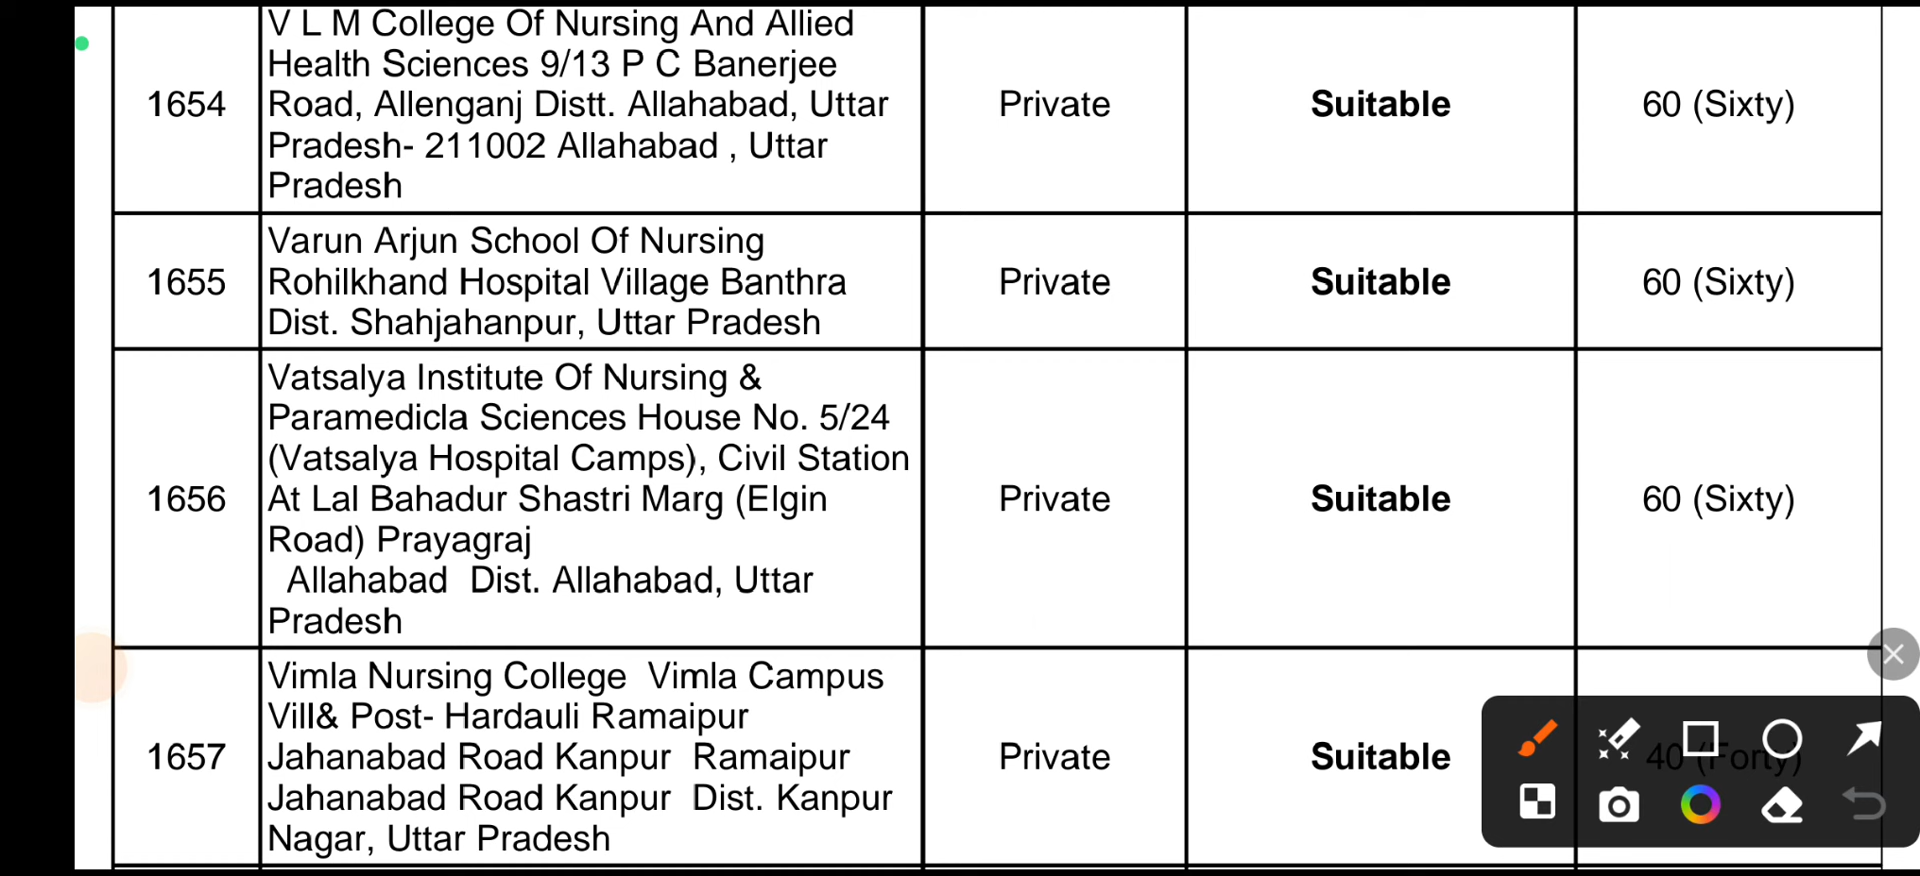 1654
V L M College Of Nursing And Allied
Health Sciences 9/13 P C Banerjee
Road, Allenganj Distt. Allahabad, Uttar
Pradesh- 211002 Allahabad , Uttar
Pradesh
Private
Suitable
60 (Sixty)
1655
Varun Arjun School Of Nursing
Rohilkhand Hospital Village Banthra
Dist. Shahjahanpur, Uttar Pradesh
Private
Suitable
60 (Sixty)
1656
Vatsalya Institute Of Nursing &
Paramedicla Sciences House No. 5/24
(Vatsalya Hospital Camps), Civil Station
At Lal Bahadur Shastri Marg (Elgin
Road) Prayagraj
Allahabad  Dist. Allahabad, Uttar
Pradesh
Private
Suitable
60 (Sixty)
1657
Vimla Nursing College  Vimla Campus
Vill& Post- Hardauli Ramaipur
Jahanabad Road Kanpur  Ramaipur
Jahanabad Road Kanpur  Dist. Kanpur
Nagar, Uttar Pradesh
Private
Suitable
40 (Forty)